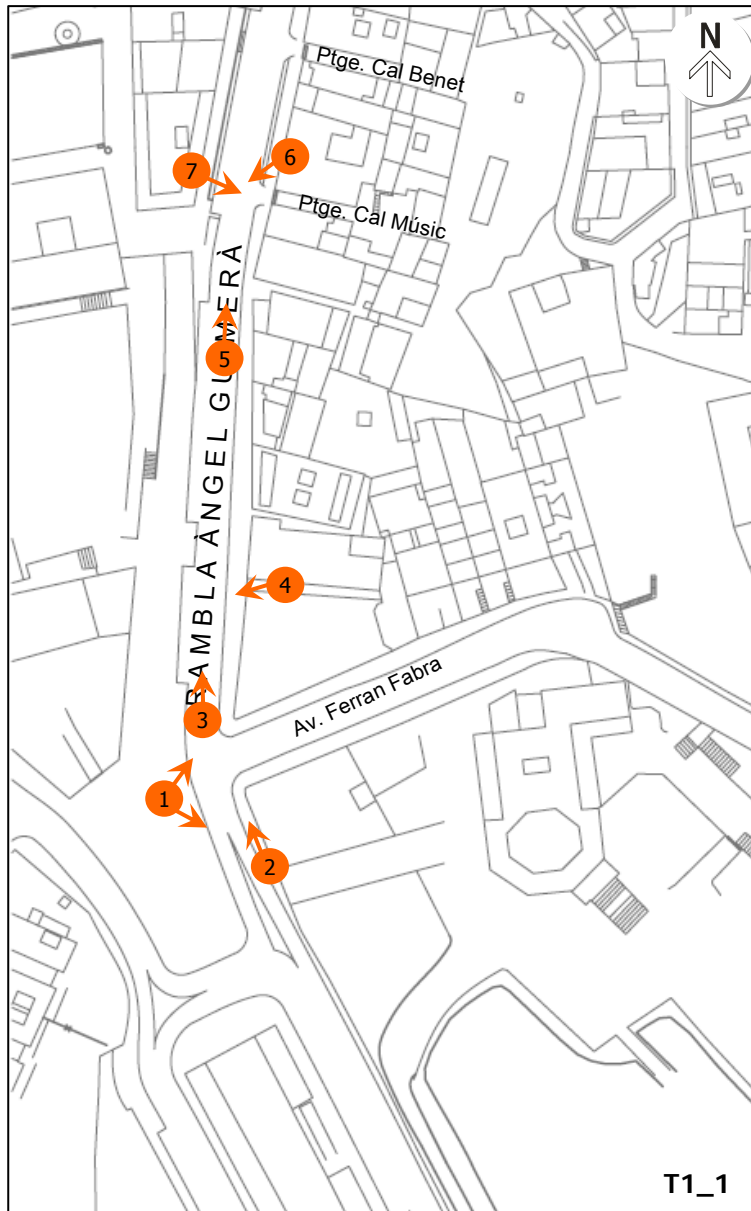 N
Ptge. Cal Benet
6
7
Ptge. Cal Músic
5
RAMBLA ÀNGEL GUIMERÀ
4
Av. Ferran Fabra
3
1
2
T1_1